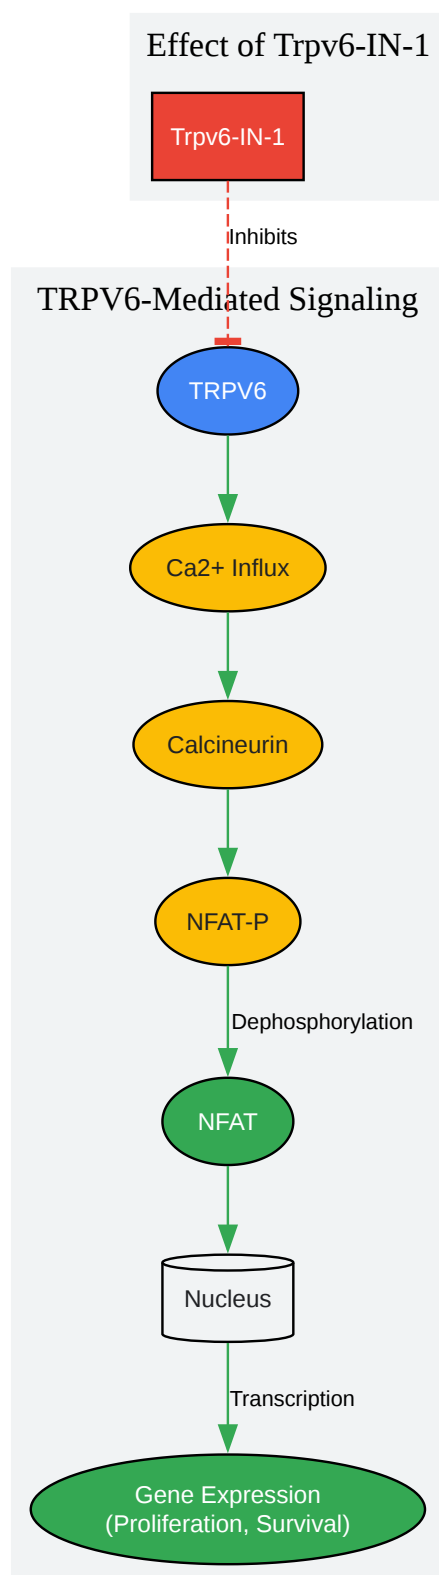 Effect of Trpv6-IN-1
Trpv6-IN-1
Inhibits
TRPV6-Mediated Signaling
TRPV6
Ca2+ Influx
Calcineurin
NFAT-P
Dephosphorylation
NFAT
Nucleus
Transcription
Gene Expression
(Proliferation, Survival)